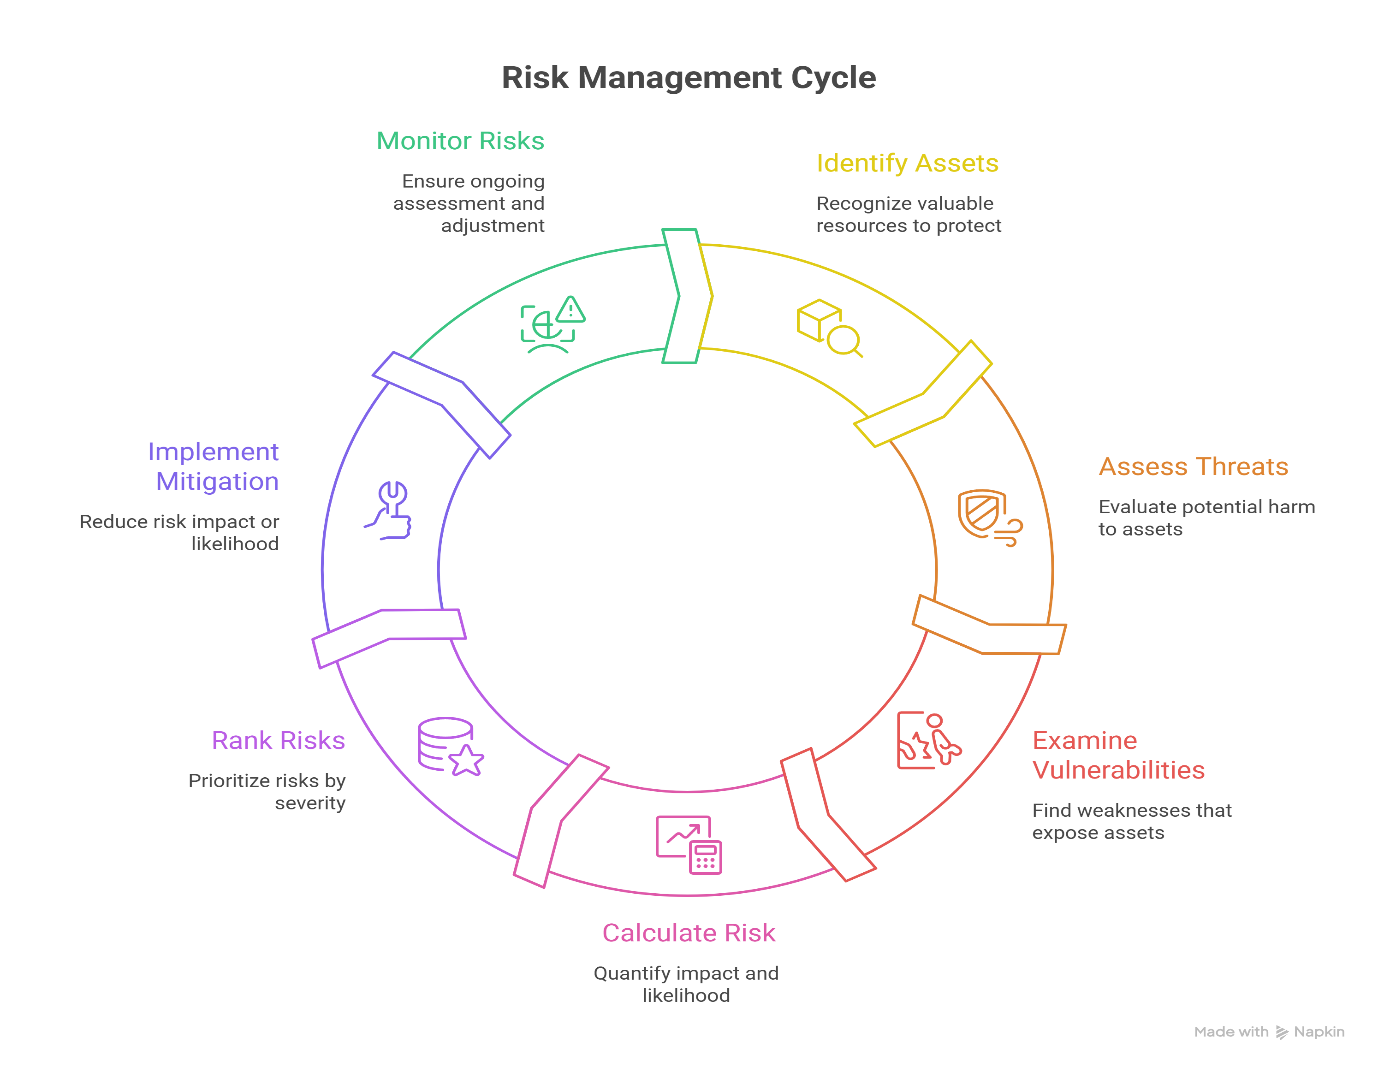 Risk Management Cycle
Monitor Risks
Ensure ongoing
assessment and
adjustment
Identify Assets
Recognize valuable
resources to protect
Assess Threats
Evaluate potential harm
to assets
Examine
Vulnerabilities
Find weaknesses that
expose assets
Calculate Risk
Quantify impact and
likelihood
Rank Risks
Prioritize risks by
severity
Implement
Mitigation
Reduce risk impact or
likelihood
Made with Napkin